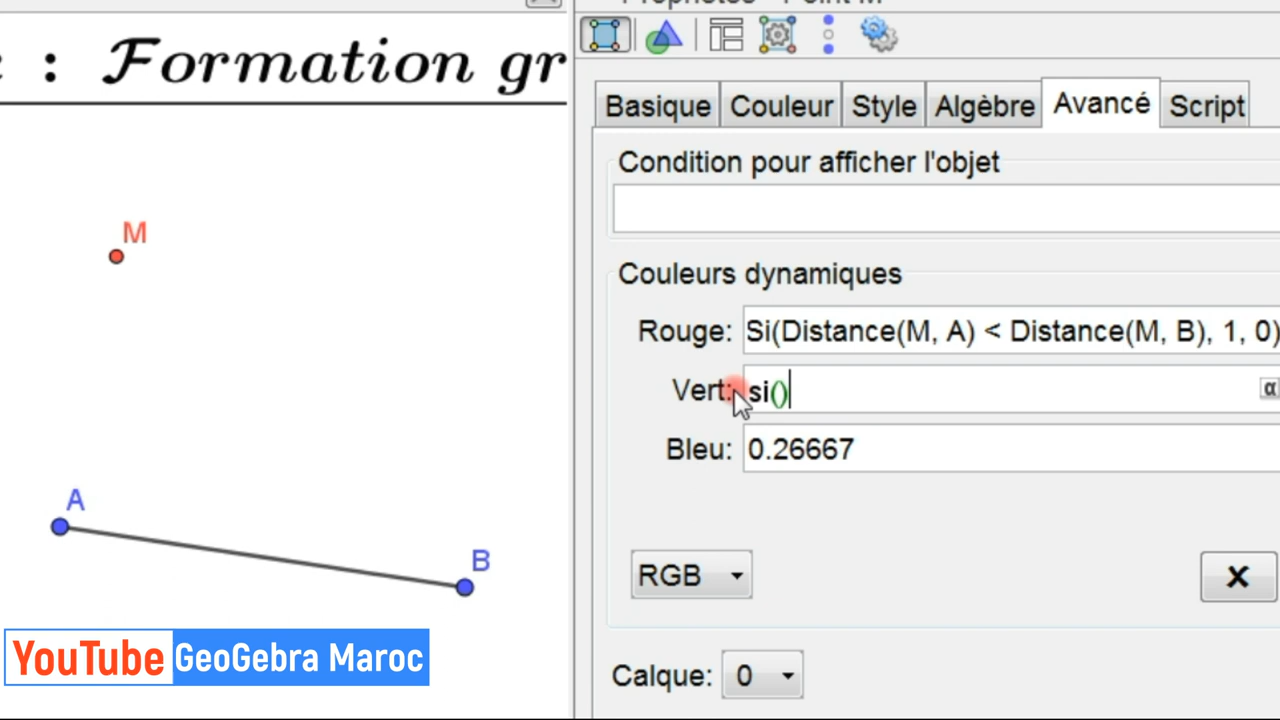 : Formation gr
Basique Couleur Style Algèbre Avancé Script
Condition pour afficher l'objet
M
Couleurs dynamiques
Rouge: Si(Distance(M, A) < Distance(M, B), 1, 0)
Vert: si() α
Bleu: 0.26667
A
B
RGB
X
YouTube GeoGebra Maroc
Calque: 0